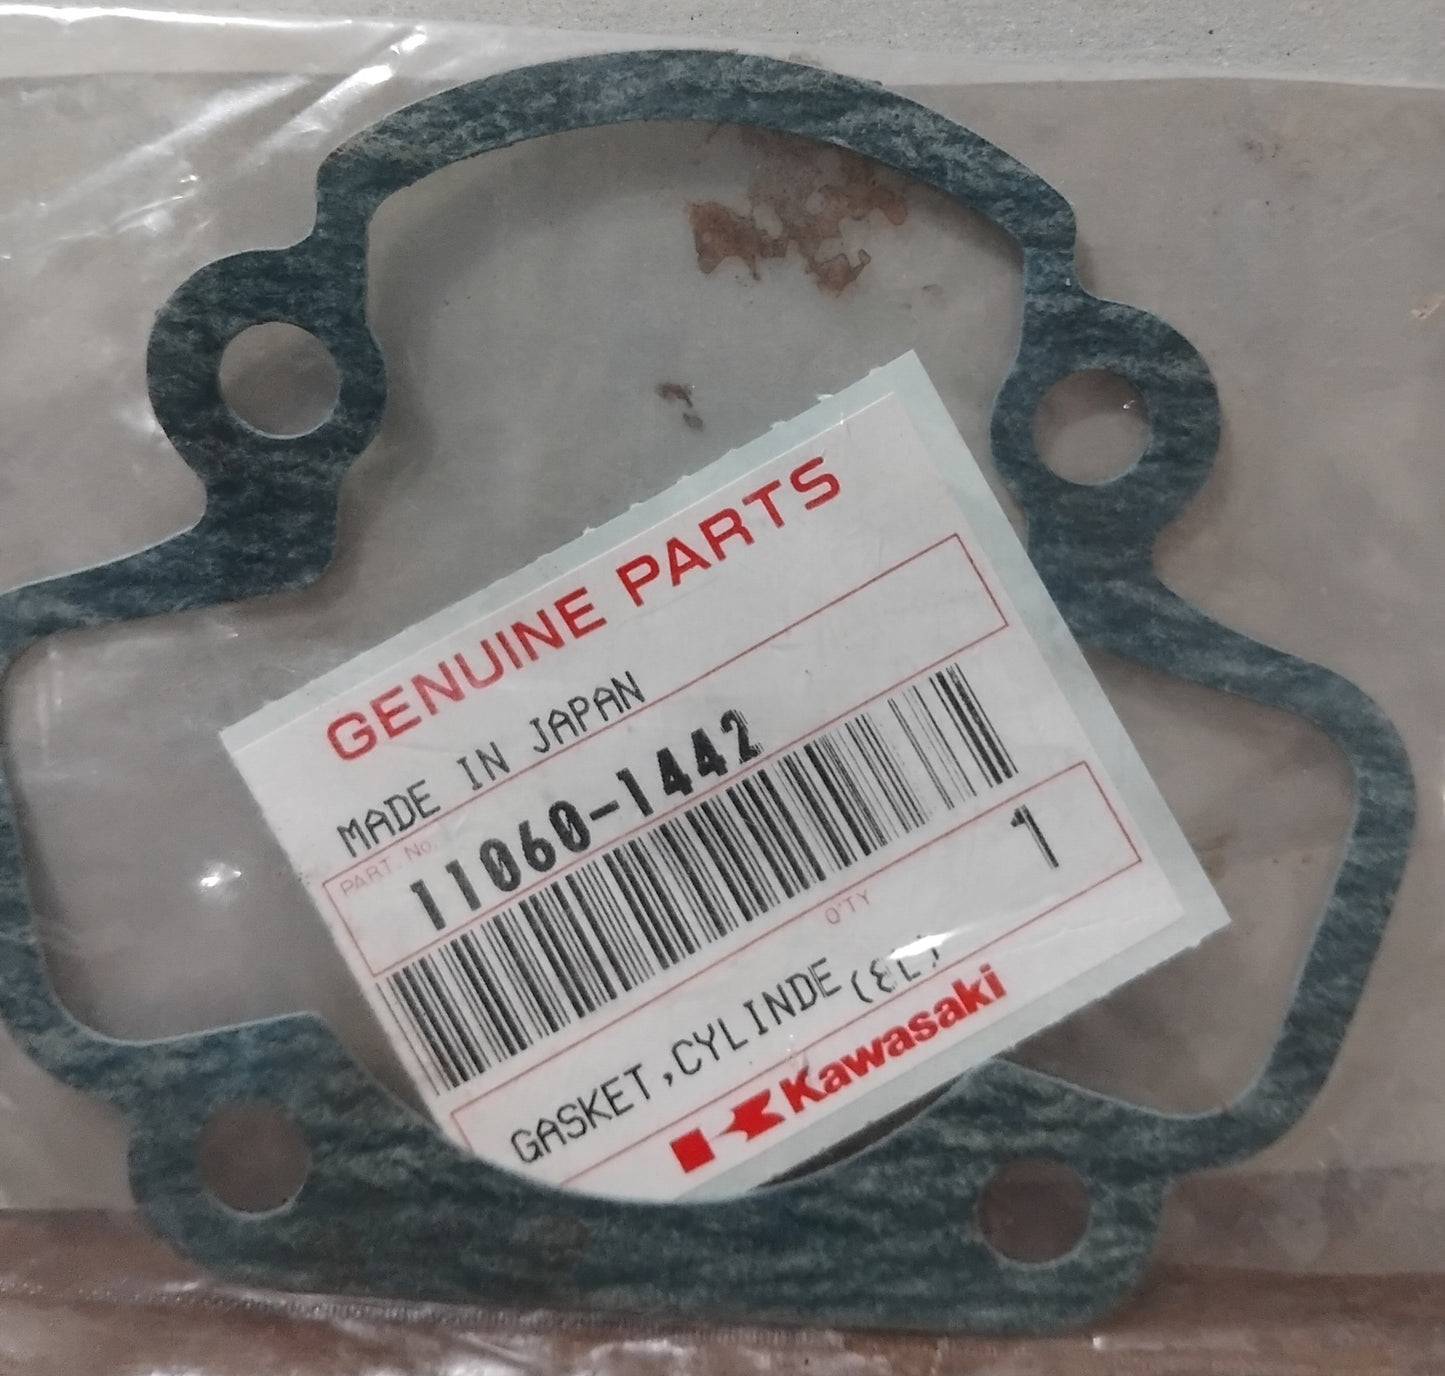 GENUINE PARTS
MADE IN JAPAN
PART. No.
11060-1442
1
Q'TY
GASKET,CYLINDE
Kawasaki